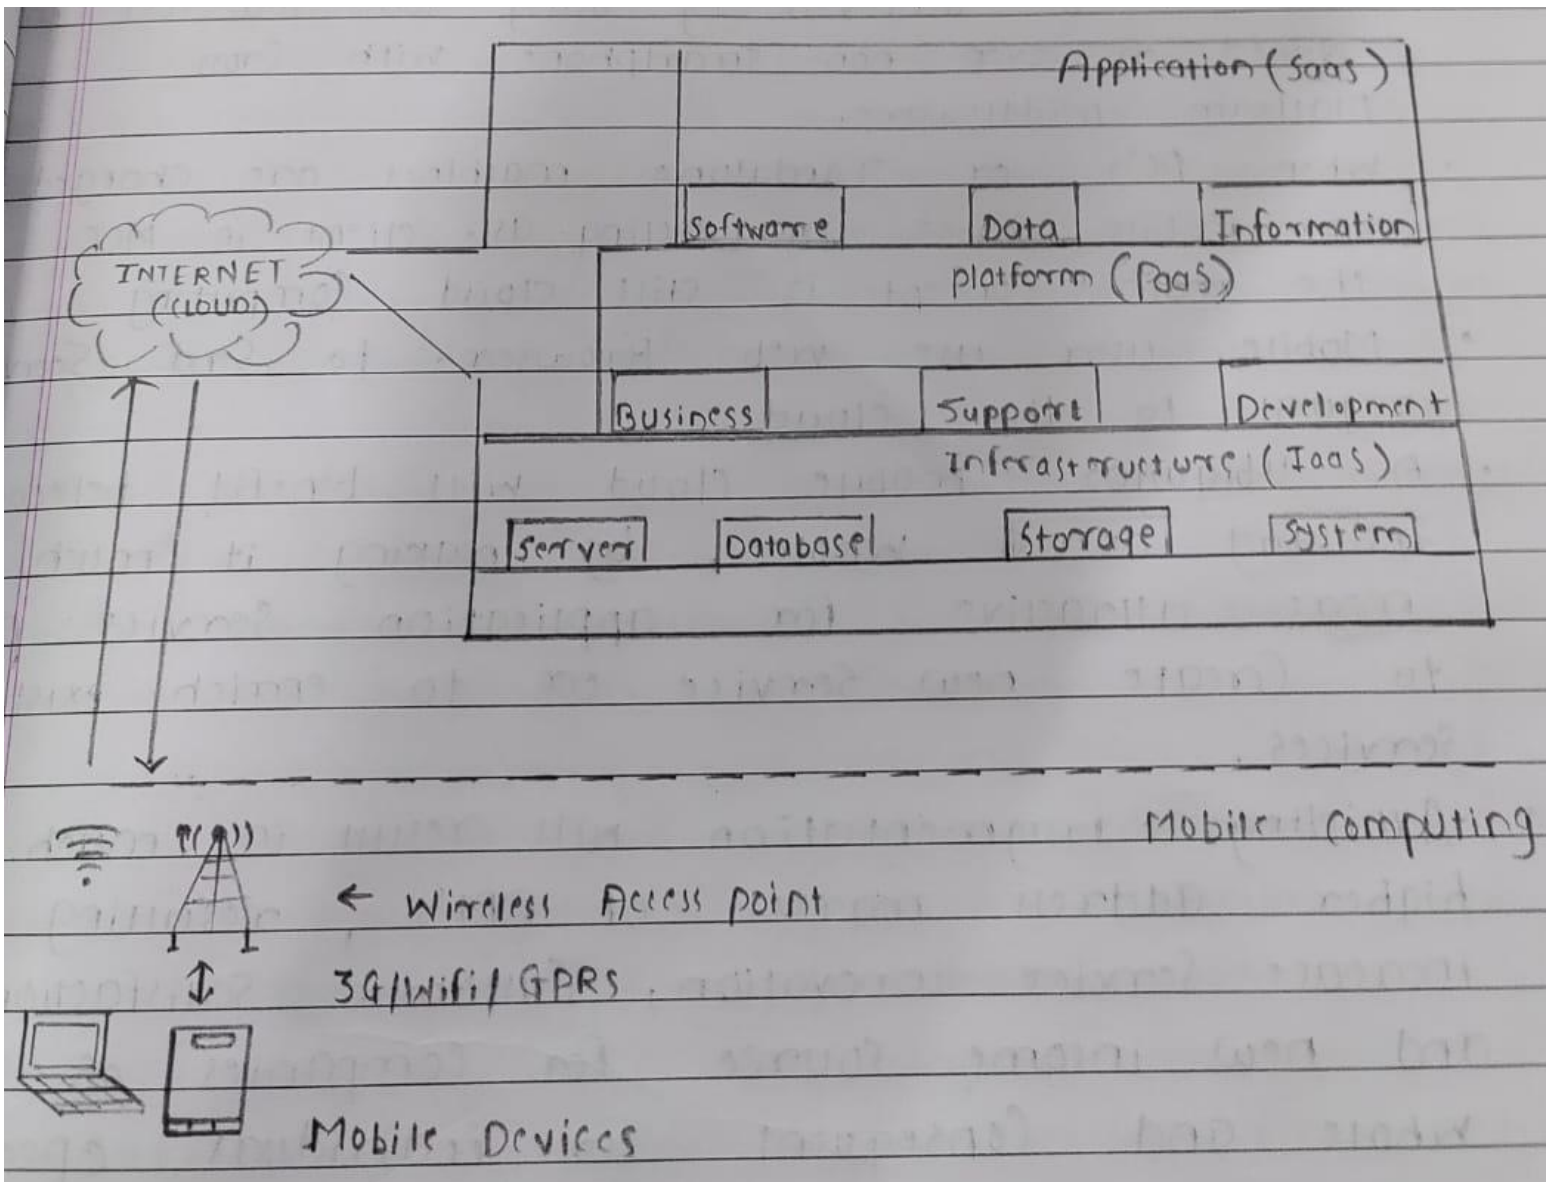 Application (Saas)
Software Data Information
platform (Paas)
Business Support Development
Inferastructure (Iaas)
Server Database Storage System
INTERNET
(CLOUD)
Mobile Computing
← Wireless Access point
3G/Wifi/GPRS
Mobile Devices